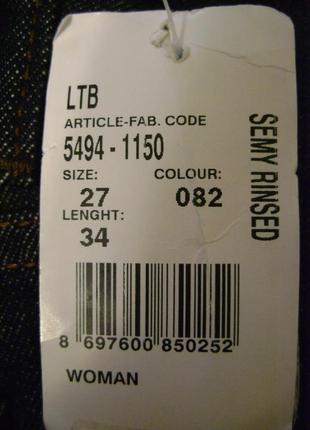 LTB
ARTICLE-FAB. CODE
5494 - 1150
SIZE: COLOUR:
27 082
LENGHT:
34
SEMY RINSED
8 697600 850252
WOMAN